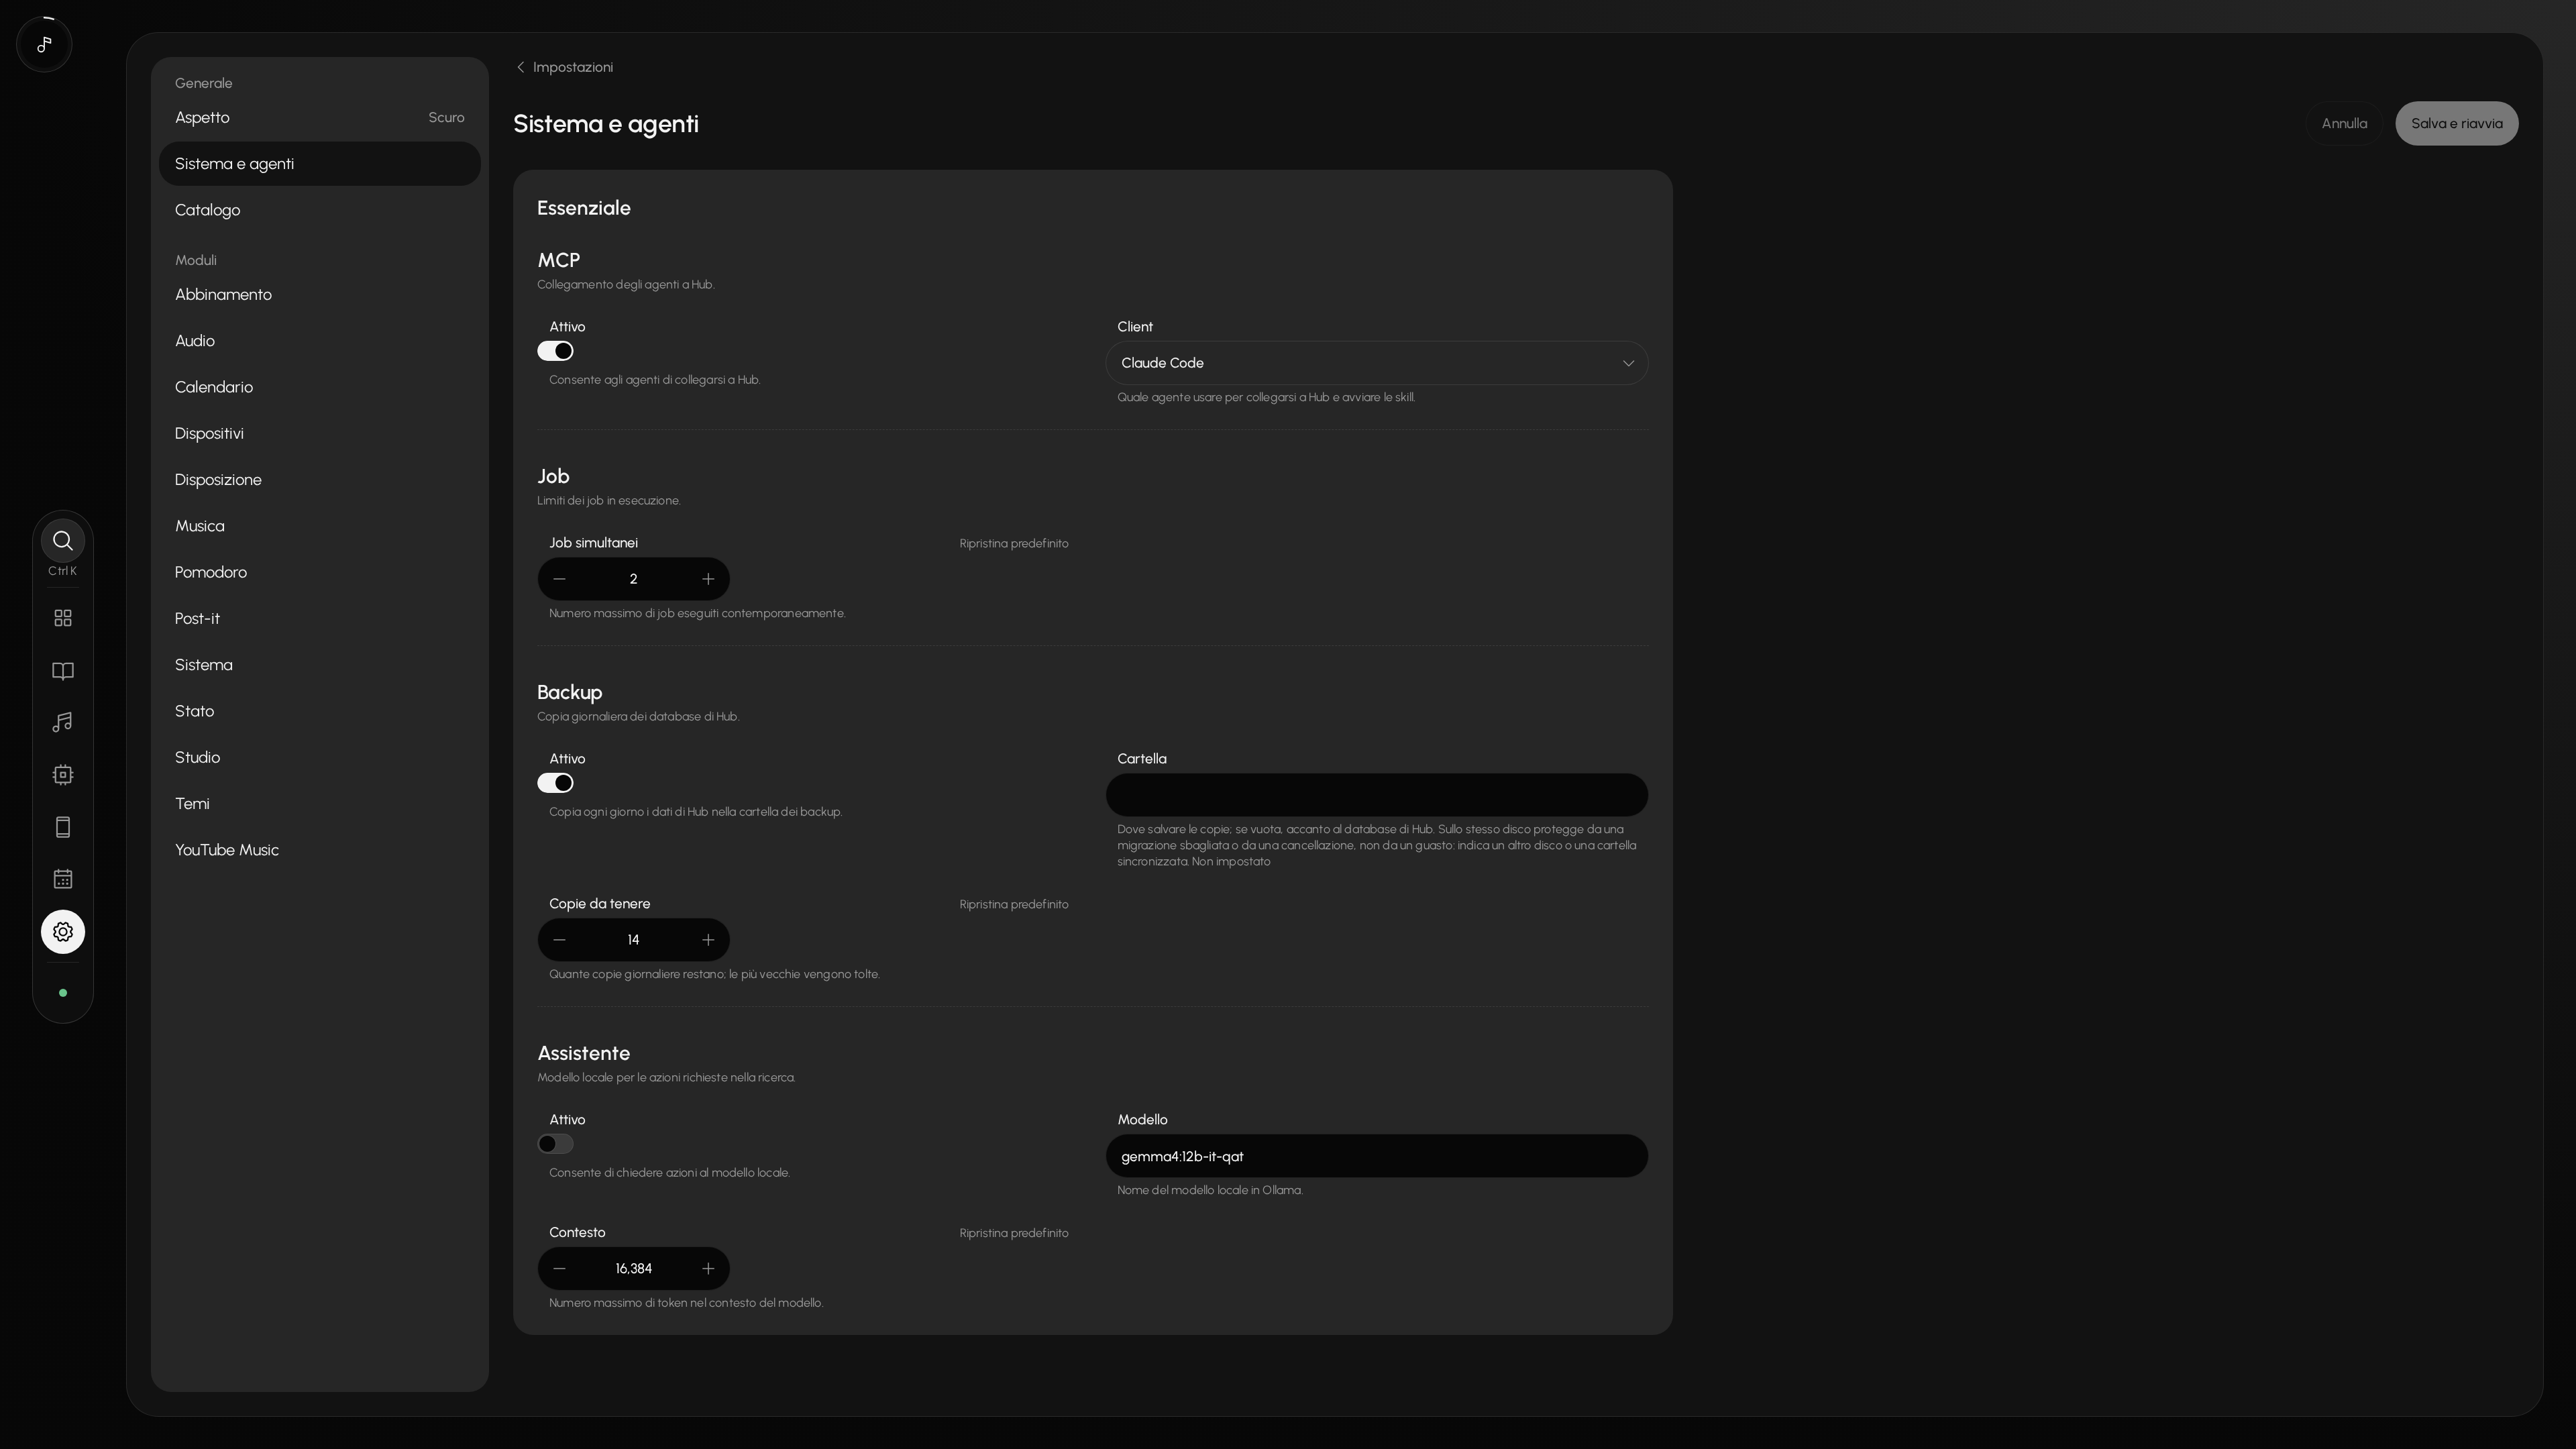 Impostazioni
Generale
Aspetto Scuro
Sistema e agenti
Catalogo
Moduli
Abbinamento
Audio
Calendario
Dispositivi
Disposizione
Musica
Pomodoro
Post-it
Sistema
Stato
Studio
Temi
YouTube Music
Ctrl K
Sistema e agenti
Annulla
Salva e riavvia
Essenziale
MCP
Collegamento degli agenti a Hub.
Attivo
Consente agli agenti di collegarsi a Hub.
Client
Claude Code
Quale agente usare per collegarsi a Hub e avviare le skill.
Job
Limiti dei job in esecuzione.
Job simultanei
Ripristina predefinito
2
Numero massimo di job eseguiti contemporaneamente.
Backup
Copia giornaliera dei database di Hub.
Attivo
Copia ogni giorno i dati di Hub nella cartella dei backup.
Cartella
Dove salvare le copie; se vuota, accanto al database di Hub. Sullo stesso disco protegge da una
migrazione sbagliata o da una cancellazione, non da un guasto: indica un altro disco o una cartella
sincronizzata. Non impostato
Copie da tenere
Ripristina predefinito
14
Quante copie giornaliere restano; le più vecchie vengono tolte.
Assistente
Modello locale per le azioni richieste nella ricerca.
Attivo
Consente di chiedere azioni al modello locale.
Modello
gemma4:12b-it-qat
Nome del modello locale in Ollama.
Contesto
Ripristina predefinito
16,384
Numero massimo di token nel contesto del modello.